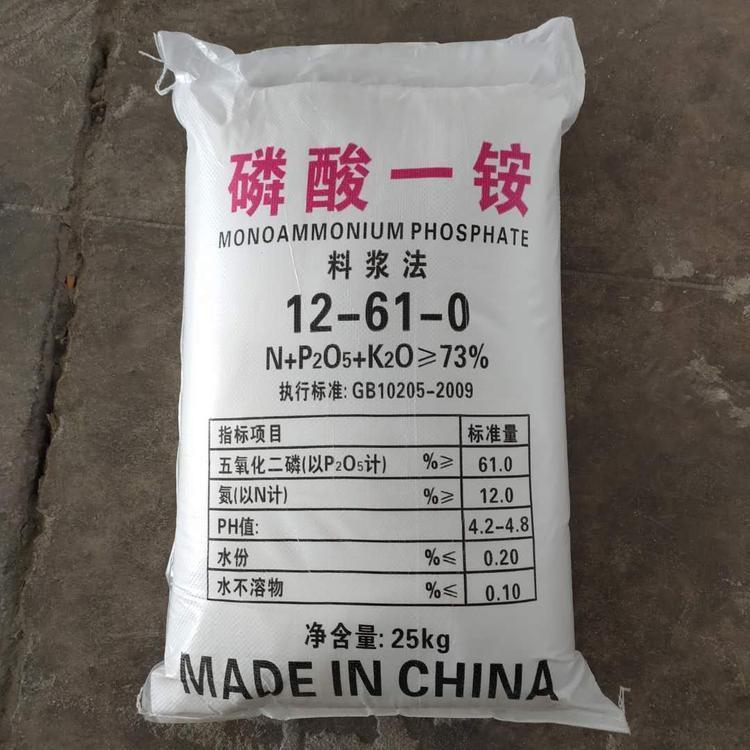 磷酸一铵
MONOAMMONIUM PHOSPHATE
料浆法
12-61-0
N+P2O5+K2O≥73%
执行标准: GB10205-2009
指标项目 标准量
五氧化二磷(以P2O5计) %≥ 61.0
氮(以N计) %≥ 12.0
PH值: 4.2-4.8
水份 %≤ 0.20
水不溶物 %≤ 0.10
净含量: 25kg
MADE IN CHINA